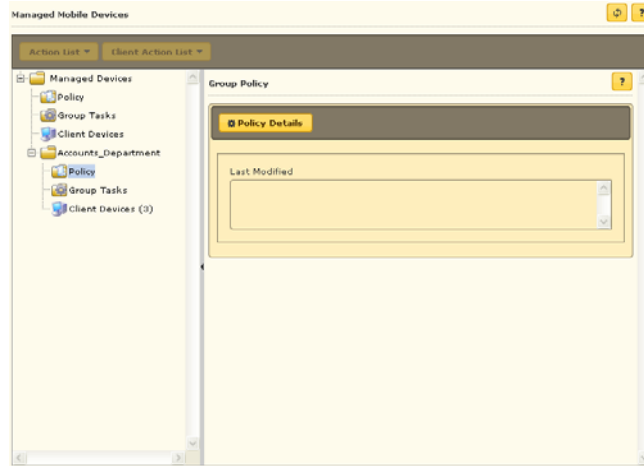 Managed Mobile Devices
?
Action List
Client Action List
Managed Devices
Policy
Group Tasks
Client Devices
Accounts_Department
Policy
Group Tasks
Client Devices (3)
Group Policy
?
Policy Details
Last Modified